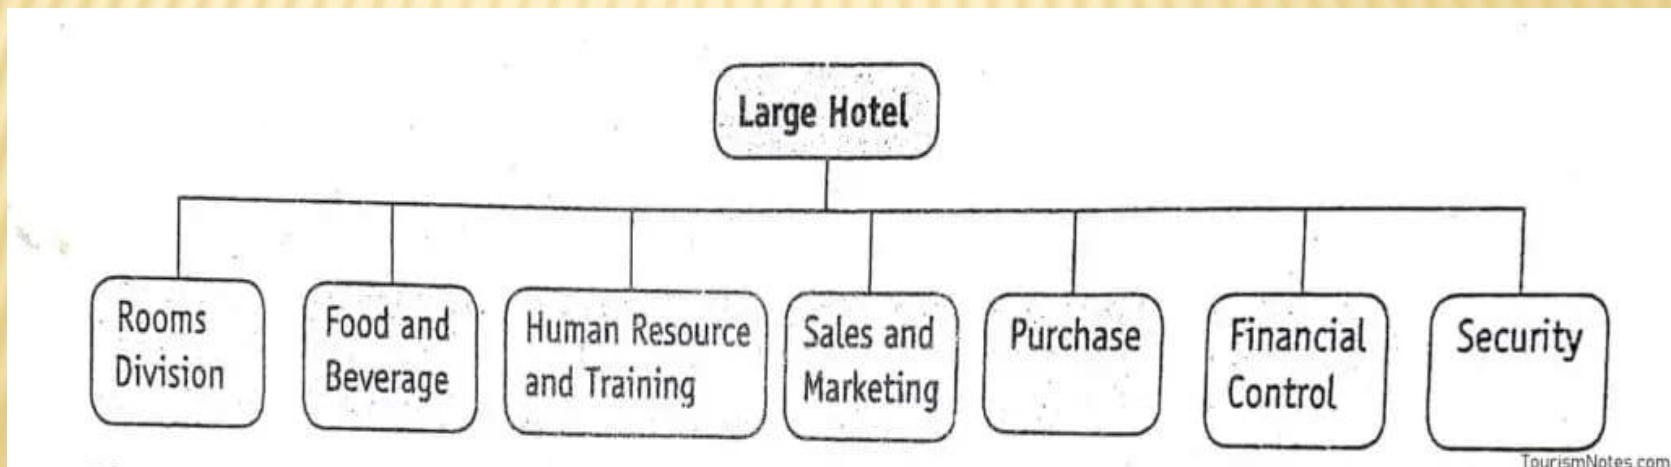 Large Hotel
Rooms
Division
Food and
Beverage
Human Resource
and Training
Sales and
Marketing
Purchase
Financial
Control
Security
TourismNotes.com